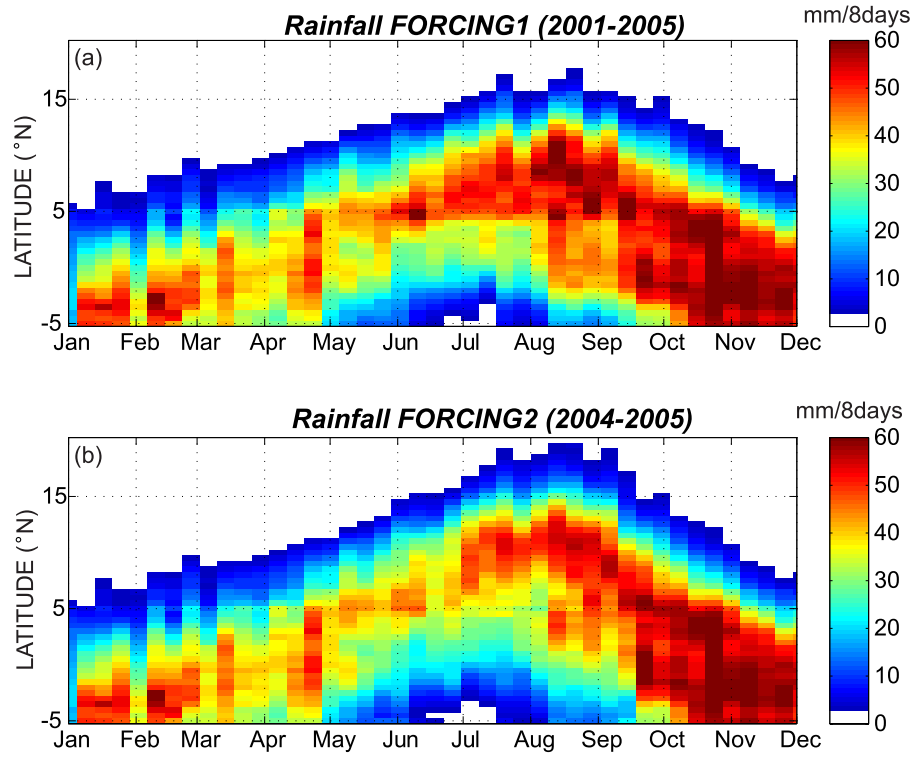 Rainfall FORCING1 (2001-2005)
mm/8days
(a)
LATITUDE (°N)
15
5
-5
Jan Feb Mar Apr May Jun Jul Aug Sep Oct Nov Dec
60
50
40
30
20
10
0
Rainfall FORCING2 (2004-2005)
mm/8days
(b)
LATITUDE (°N)
15
5
-5
Jan Feb Mar Apr May Jun Jul Aug Sep Oct Nov Dec
60
50
40
30
20
10
0